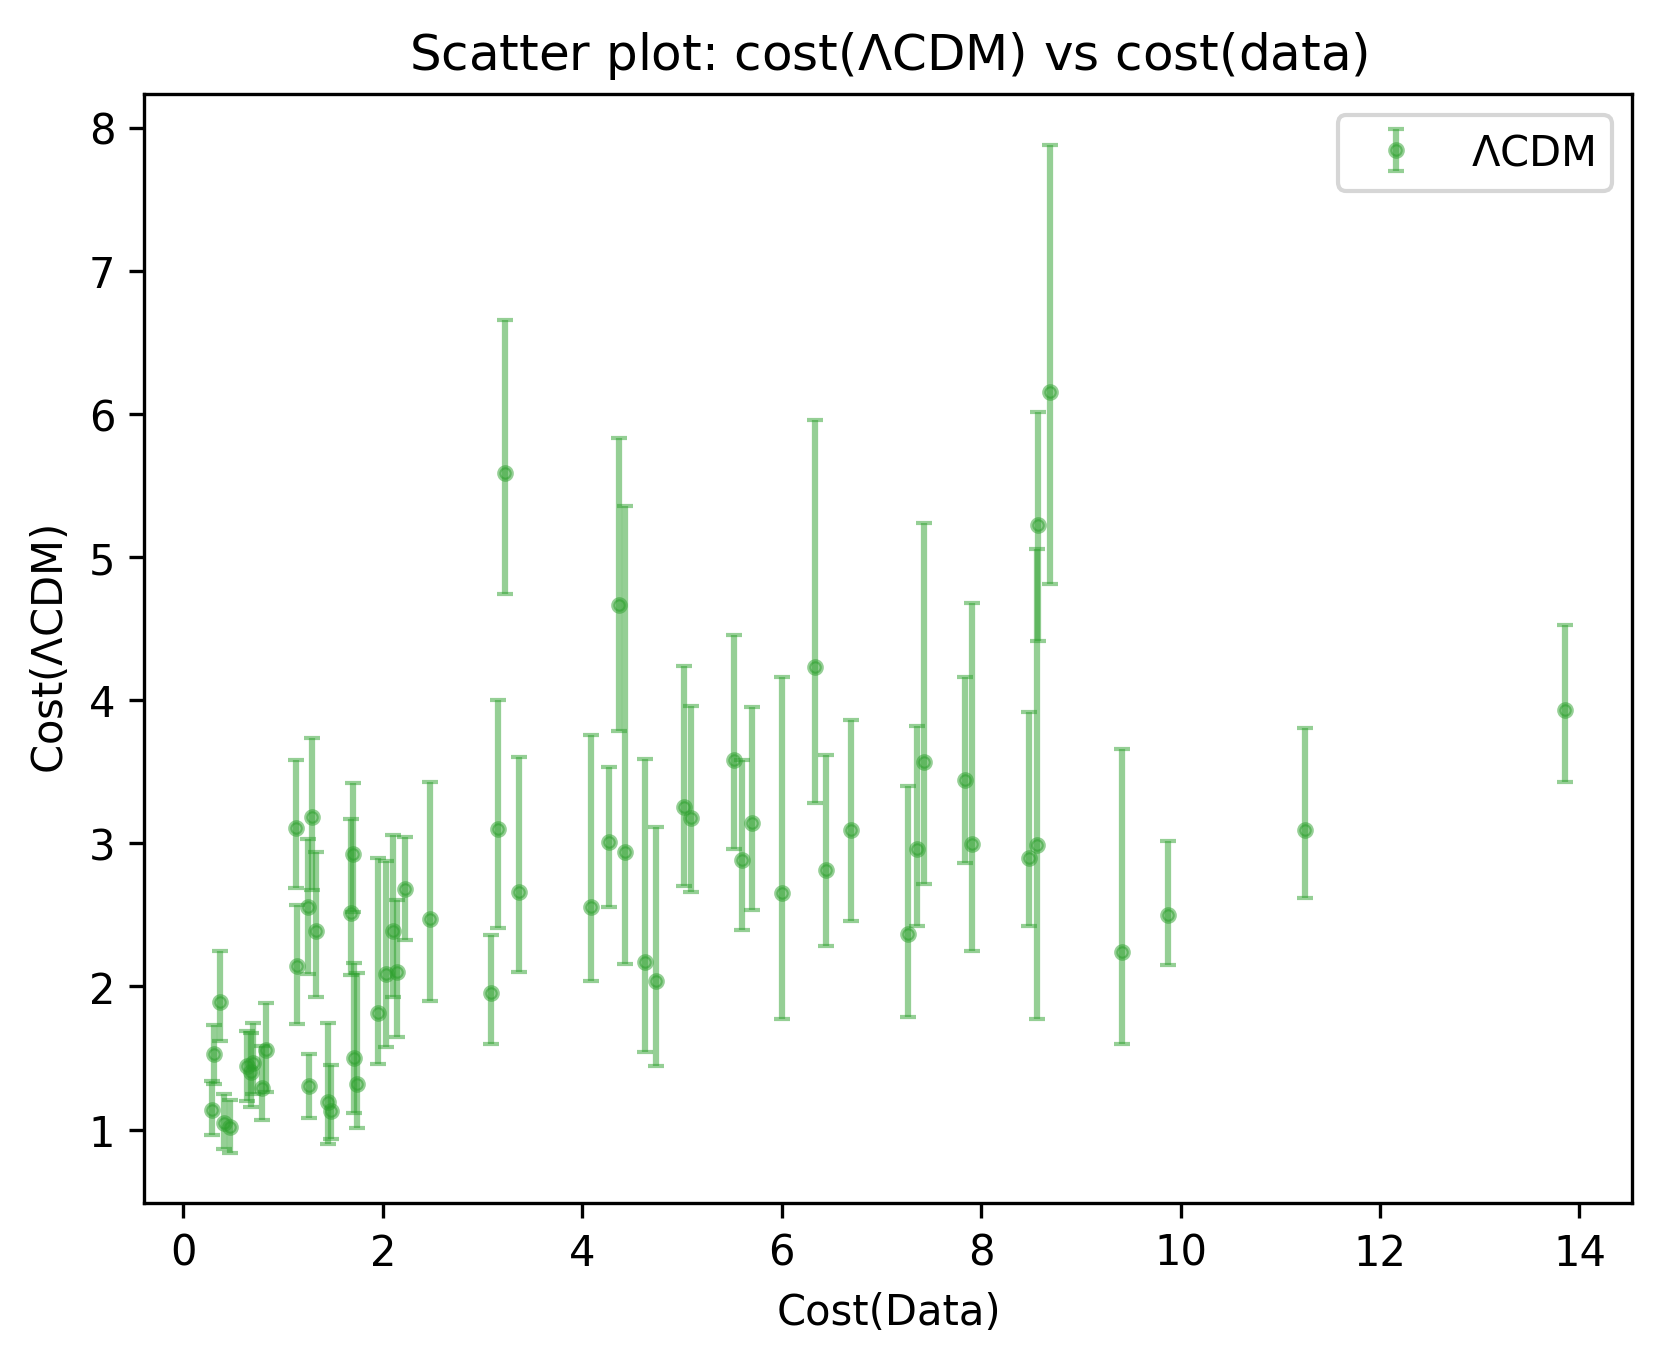 Scatter plot: cost(ΛCDM) vs cost(data)
ΛCDM
8
7
6
5
4
3
2
1
Cost(ΛCDM)
0 2 4 6 8 10 12 14
Cost(Data)